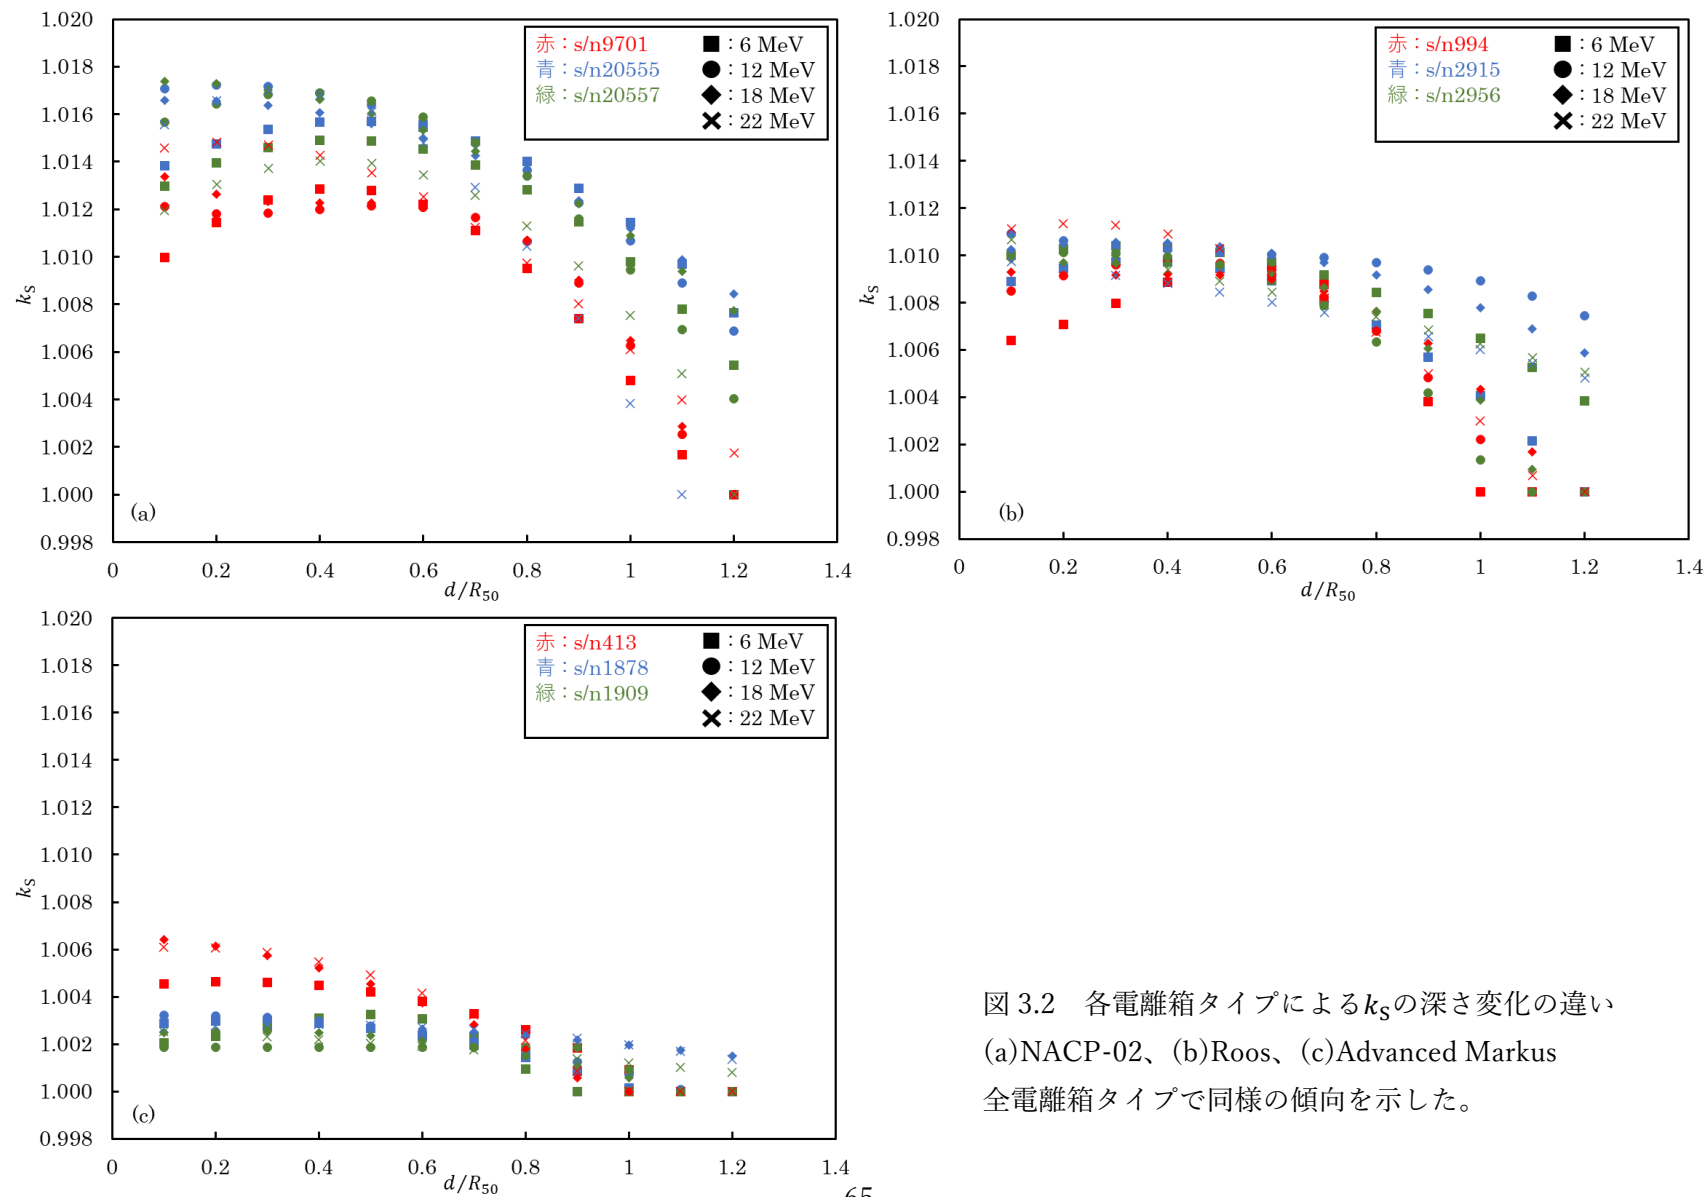 1.020
1.018
1.016
1.014
1.012
1.010
1.008
1.006
1.004
1.002
1.000
0.998
kS
0 0.2 0.4 0.6 0.8 1 1.2 1.4
d/R50
(a)
赤：s/n9701 ■：6 MeV
青：s/n20555 ●：12 MeV
緑：s/n20557 ◆：18 MeV
×：22 MeV
1.020
1.018
1.016
1.014
1.012
1.010
1.008
1.006
1.004
1.002
1.000
0.998
kS
0 0.2 0.4 0.6 0.8 1 1.2 1.4
d/R50
(b)
赤：s/n994 ■：6 MeV
青：s/n2915 ●：12 MeV
緑：s/n2956 ◆：18 MeV
×：22 MeV
1.020
1.018
1.016
1.014
1.012
1.010
1.008
1.006
1.004
1.002
1.000
0.998
kS
0 0.2 0.4 0.6 0.8 1 1.2 1.4
d/R50
(c)
赤：s/n413 ■：6 MeV
青：s/n1878 ●：12 MeV
緑：s/n1909 ◆：18 MeV
×：22 MeV
図 3.2 各電離箱タイプによるkSの深さ変化の違い
(a)NACP-02、(b)Roos、(c)Advanced Markus
全電離箱タイプで同様の傾向を示した。